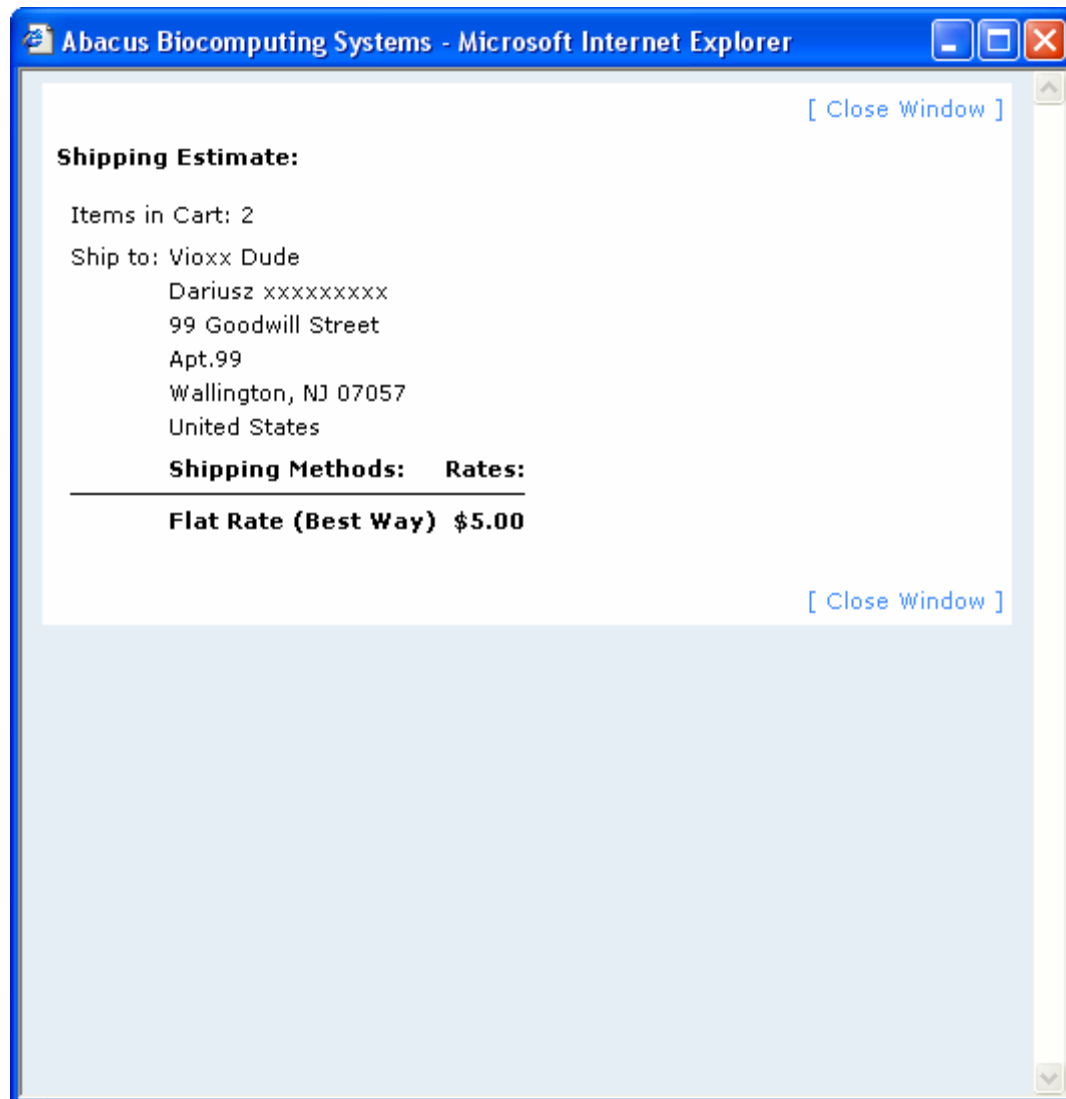 Abacus Biocomputing Systems - Microsoft Internet Explorer
[ Close Window ]
Shipping Estimate:
Items in Cart: 2
Ship to: Vioxx Dude
Dariusz xxxxxxxxx
99 Goodwill Street
Apt.99
Wallington, NJ 07057
United States
Shipping Methods: Rates:
Flat Rate (Best Way) $5.00
[ Close Window ]